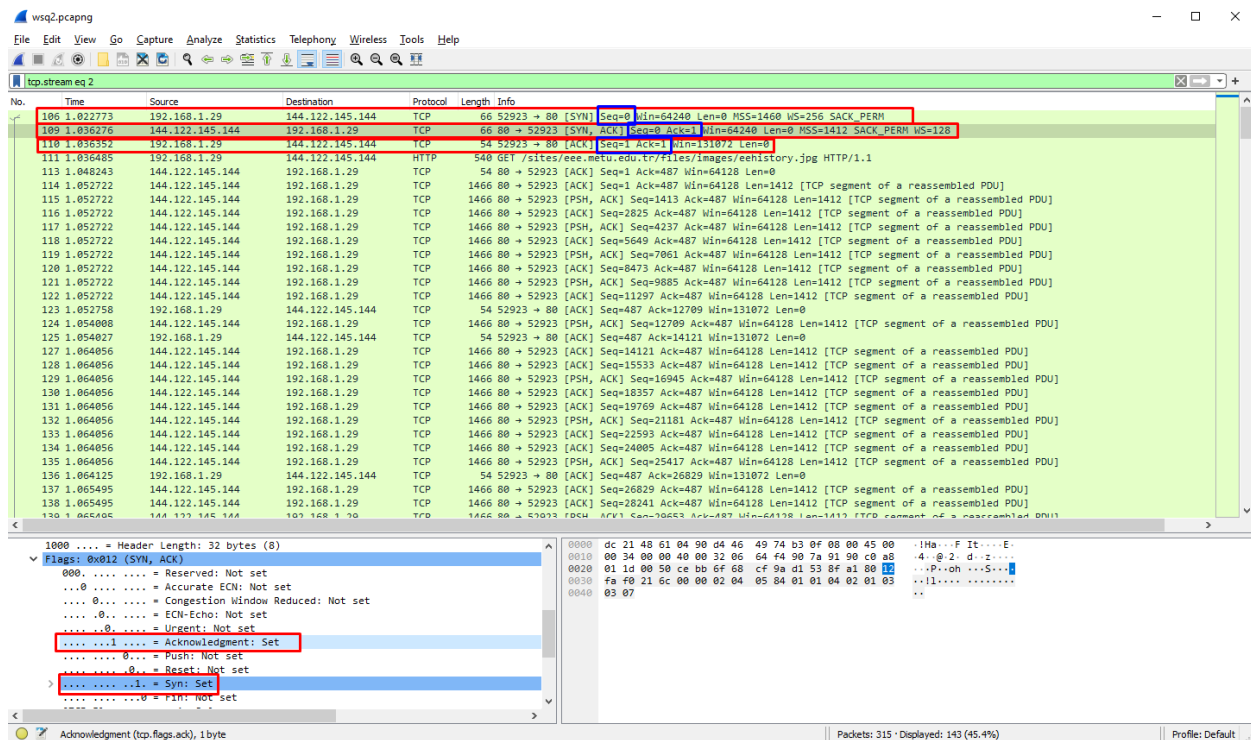 wsq2.pcapng
File Edit View Go Capture Analyze Statistics Telephony Wireless Tools Help
tcp.stream eq 2
No. Time Source Destination Protocol Length Info
106 1.022773 192.168.1.29 144.122.145.144 TCP 66 52923 → 80 [SYN] Seq=0 Win=64240 Len=0 MSS=1460 WS=256 SACK_PERM
109 1.036276 144.122.145.144 192.168.1.29 TCP 66 80 → 52923 [SYN, ACK] Seq=0 Ack=1 Win=64240 Len=0 MSS=1412 SACK_PERM WS=128
110 1.036352 192.168.1.29 144.122.145.144 TCP 54 52923 → 80 [ACK] Seq=1 Ack=1 Win=131072 Len=0
111 1.036485 192.168.1.29 144.122.145.144 HTTP 540 GET /sites/eee.metu.edu.tr/files/images/eehistory.jpg HTTP/1.1
113 1.048243 144.122.145.144 192.168.1.29 TCP 54 80 → 52923 [ACK] Seq=1 Ack=487 Win=64128 Len=0
114 1.052722 144.122.145.144 192.168.1.29 TCP 1466 80 → 52923 [ACK] Seq=1 Ack=487 Win=64128 Len=1412 [TCP segment of a reassembled PDU]
115 1.052722 144.122.145.144 192.168.1.29 TCP 1466 80 → 52923 [PSH, ACK] Seq=1413 Ack=487 Win=64128 Len=1412 [TCP segment of a reassembled PDU]
116 1.052722 144.122.145.144 192.168.1.29 TCP 1466 80 → 52923 [ACK] Seq=2825 Ack=487 Win=64128 Len=1412 [TCP segment of a reassembled PDU]
117 1.052722 144.122.145.144 192.168.1.29 TCP 1466 80 → 52923 [PSH, ACK] Seq=4237 Ack=487 Win=64128 Len=1412 [TCP segment of a reassembled PDU]
118 1.052722 144.122.145.144 192.168.1.29 TCP 1466 80 → 52923 [ACK] Seq=5649 Ack=487 Win=64128 Len=1412 [TCP segment of a reassembled PDU]
119 1.052722 144.122.145.144 192.168.1.29 TCP 1466 80 → 52923 [PSH, ACK] Seq=7061 Ack=487 Win=64128 Len=1412 [TCP segment of a reassembled PDU]
120 1.052722 144.122.145.144 192.168.1.29 TCP 1466 80 → 52923 [ACK] Seq=8473 Ack=487 Win=64128 Len=1412 [TCP segment of a reassembled PDU]
121 1.052722 144.122.145.144 192.168.1.29 TCP 1466 80 → 52923 [PSH, ACK] Seq=9885 Ack=487 Win=64128 Len=1412 [TCP segment of a reassembled PDU]
122 1.052722 144.122.145.144 192.168.1.29 TCP 1466 80 → 52923 [ACK] Seq=11297 Ack=487 Win=64128 Len=1412 [TCP segment of a reassembled PDU]
123 1.052758 192.168.1.29 144.122.145.144 TCP 54 52923 → 80 [ACK] Seq=487 Ack=12709 Win=131072 Len=0
124 1.054008 144.122.145.144 192.168.1.29 TCP 1466 80 → 52923 [PSH, ACK] Seq=12709 Ack=487 Win=64128 Len=1412 [TCP segment of a reassembled PDU]
125 1.054027 192.168.1.29 144.122.145.144 TCP 54 52923 → 80 [ACK] Seq=487 Ack=14121 Win=131072 Len=0
127 1.064056 144.122.145.144 192.168.1.29 TCP 1466 80 → 52923 [ACK] Seq=14121 Ack=487 Win=64128 Len=1412 [TCP segment of a reassembled PDU]
128 1.064056 144.122.145.144 192.168.1.29 TCP 1466 80 → 52923 [ACK] Seq=15533 Ack=487 Win=64128 Len=1412 [TCP segment of a reassembled PDU]
129 1.064056 144.122.145.144 192.168.1.29 TCP 1466 80 → 52923 [PSH, ACK] Seq=16945 Ack=487 Win=64128 Len=1412 [TCP segment of a reassembled PDU]
130 1.064056 144.122.145.144 192.168.1.29 TCP 1466 80 → 52923 [ACK] Seq=18357 Ack=487 Win=64128 Len=1412 [TCP segment of a reassembled PDU]
131 1.064056 144.122.145.144 192.168.1.29 TCP 1466 80 → 52923 [ACK] Seq=19769 Ack=487 Win=64128 Len=1412 [TCP segment of a reassembled PDU]
132 1.064056 144.122.145.144 192.168.1.29 TCP 1466 80 → 52923 [PSH, ACK] Seq=21181 Ack=487 Win=64128 Len=1412 [TCP segment of a reassembled PDU]
133 1.064056 144.122.145.144 192.168.1.29 TCP 1466 80 → 52923 [ACK] Seq=22593 Ack=487 Win=64128 Len=1412 [TCP segment of a reassembled PDU]
134 1.064056 144.122.145.144 192.168.1.29 TCP 1466 80 → 52923 [ACK] Seq=24005 Ack=487 Win=64128 Len=1412 [TCP segment of a reassembled PDU]
135 1.064056 144.122.145.144 192.168.1.29 TCP 1466 80 → 52923 [PSH, ACK] Seq=25417 Ack=487 Win=64128 Len=1412 [TCP segment of a reassembled PDU]
136 1.064125 192.168.1.29 144.122.145.144 TCP 54 52923 → 80 [ACK] Seq=487 Ack=26829 Win=131072 Len=0
137 1.065495 144.122.145.144 192.168.1.29 TCP 1466 80 → 52923 [ACK] Seq=26829 Ack=487 Win=64128 Len=1412 [TCP segment of a reassembled PDU]
138 1.065495 144.122.145.144 192.168.1.29 TCP 1466 80 → 52923 [ACK] Seq=28241 Ack=487 Win=64128 Len=1412 [TCP segment of a reassembled PDU]
139 1.065495 144.122.145.144 192.168.1.29 TCP 1466 80 → 52923 [PSH, ACK] Seq=29653 Ack=487 Win=64128 Len=1412 [TCP segment of a reassembled PDU]
1000 .... = Header Length: 32 bytes (8)
Flags: 0x012 (SYN, ACK)
000. .... .... = Reserved: Not set
...0 .... .... = Accurate ECN: Not set
.... 0... .... = Congestion Window Reduced: Not set
.... .0.. .... = ECN-Echo: Not set
.... ..0. .... = Urgent: Not set
.... ...1 .... = Acknowledgment: Set
.... .... 0... = Push: Not set
.... .... .0.. = Reset: Not set
.... .... ..1. = Syn: Set
.... .... ...0 = Fin: Not set
0000 dc 21 48 61 04 90 d4 46 49 74 b3 0f 08 00 45 00 ·!Ha···F It····E·
0010 00 34 00 00 40 00 32 06 64 f4 90 7a 91 90 c0 a8 ·4··@·2· d··z····
0020 01 1d 00 50 ce bb 6f 68 cf 9a d1 53 8f a1 80 12 ···P··oh ···S····
0030 fa f0 21 6c 00 00 02 04 05 84 01 01 04 02 01 03 ··!l···· ········
0040 03 07 ··
Acknowledgment (tcp.flags.ack), 1 byte
Packets: 315 · Displayed: 143 (45.4%)
Profile: Default